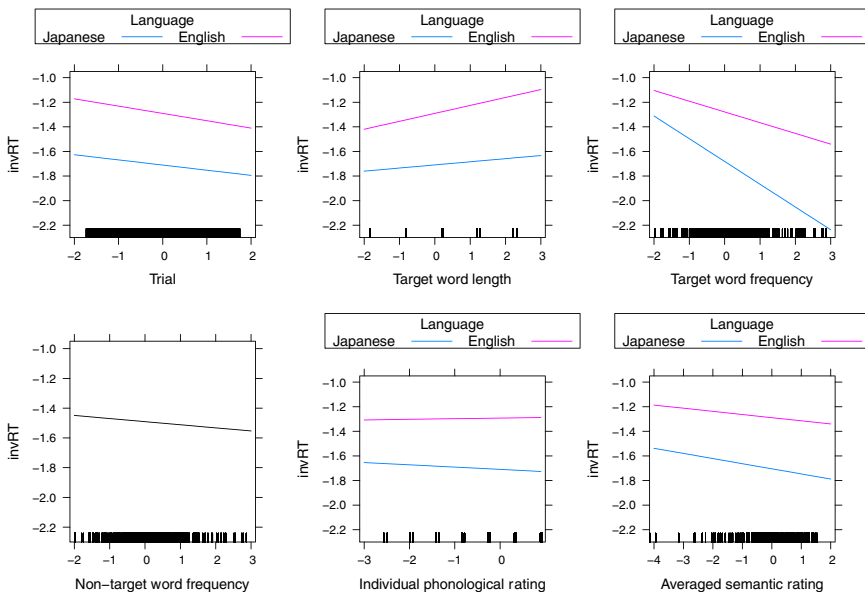 Language
Japanese English
-1.0
-1.2
-1.4
-1.6
-1.8
-2.0
-2.2
invRT
-2 -1 0 1 2
Trial
Language
Japanese English
-1.0
-1.2
-1.4
-1.6
-1.8
-2.0
-2.2
invRT
-2 -1 0 1 2 3
Target word length
Language
Japanese English
-1.0
-1.2
-1.4
-1.6
-1.8
-2.0
-2.2
invRT
-2 -1 0 1 2 3
Target word frequency
-1.0
-1.2
-1.4
-1.6
-1.8
-2.0
-2.2
invRT
-2 -1 0 1 2 3
Non-target word frequency
Language
Japanese English
-1.0
-1.2
-1.4
-1.6
-1.8
-2.0
-2.2
invRT
-3 -2 -1 0
Individual phonological rating
Language
Japanese English
-1.0
-1.2
-1.4
-1.6
-1.8
-2.0
-2.2
invRT
-4 -3 -2 -1 0 1 2
Averaged semantic rating